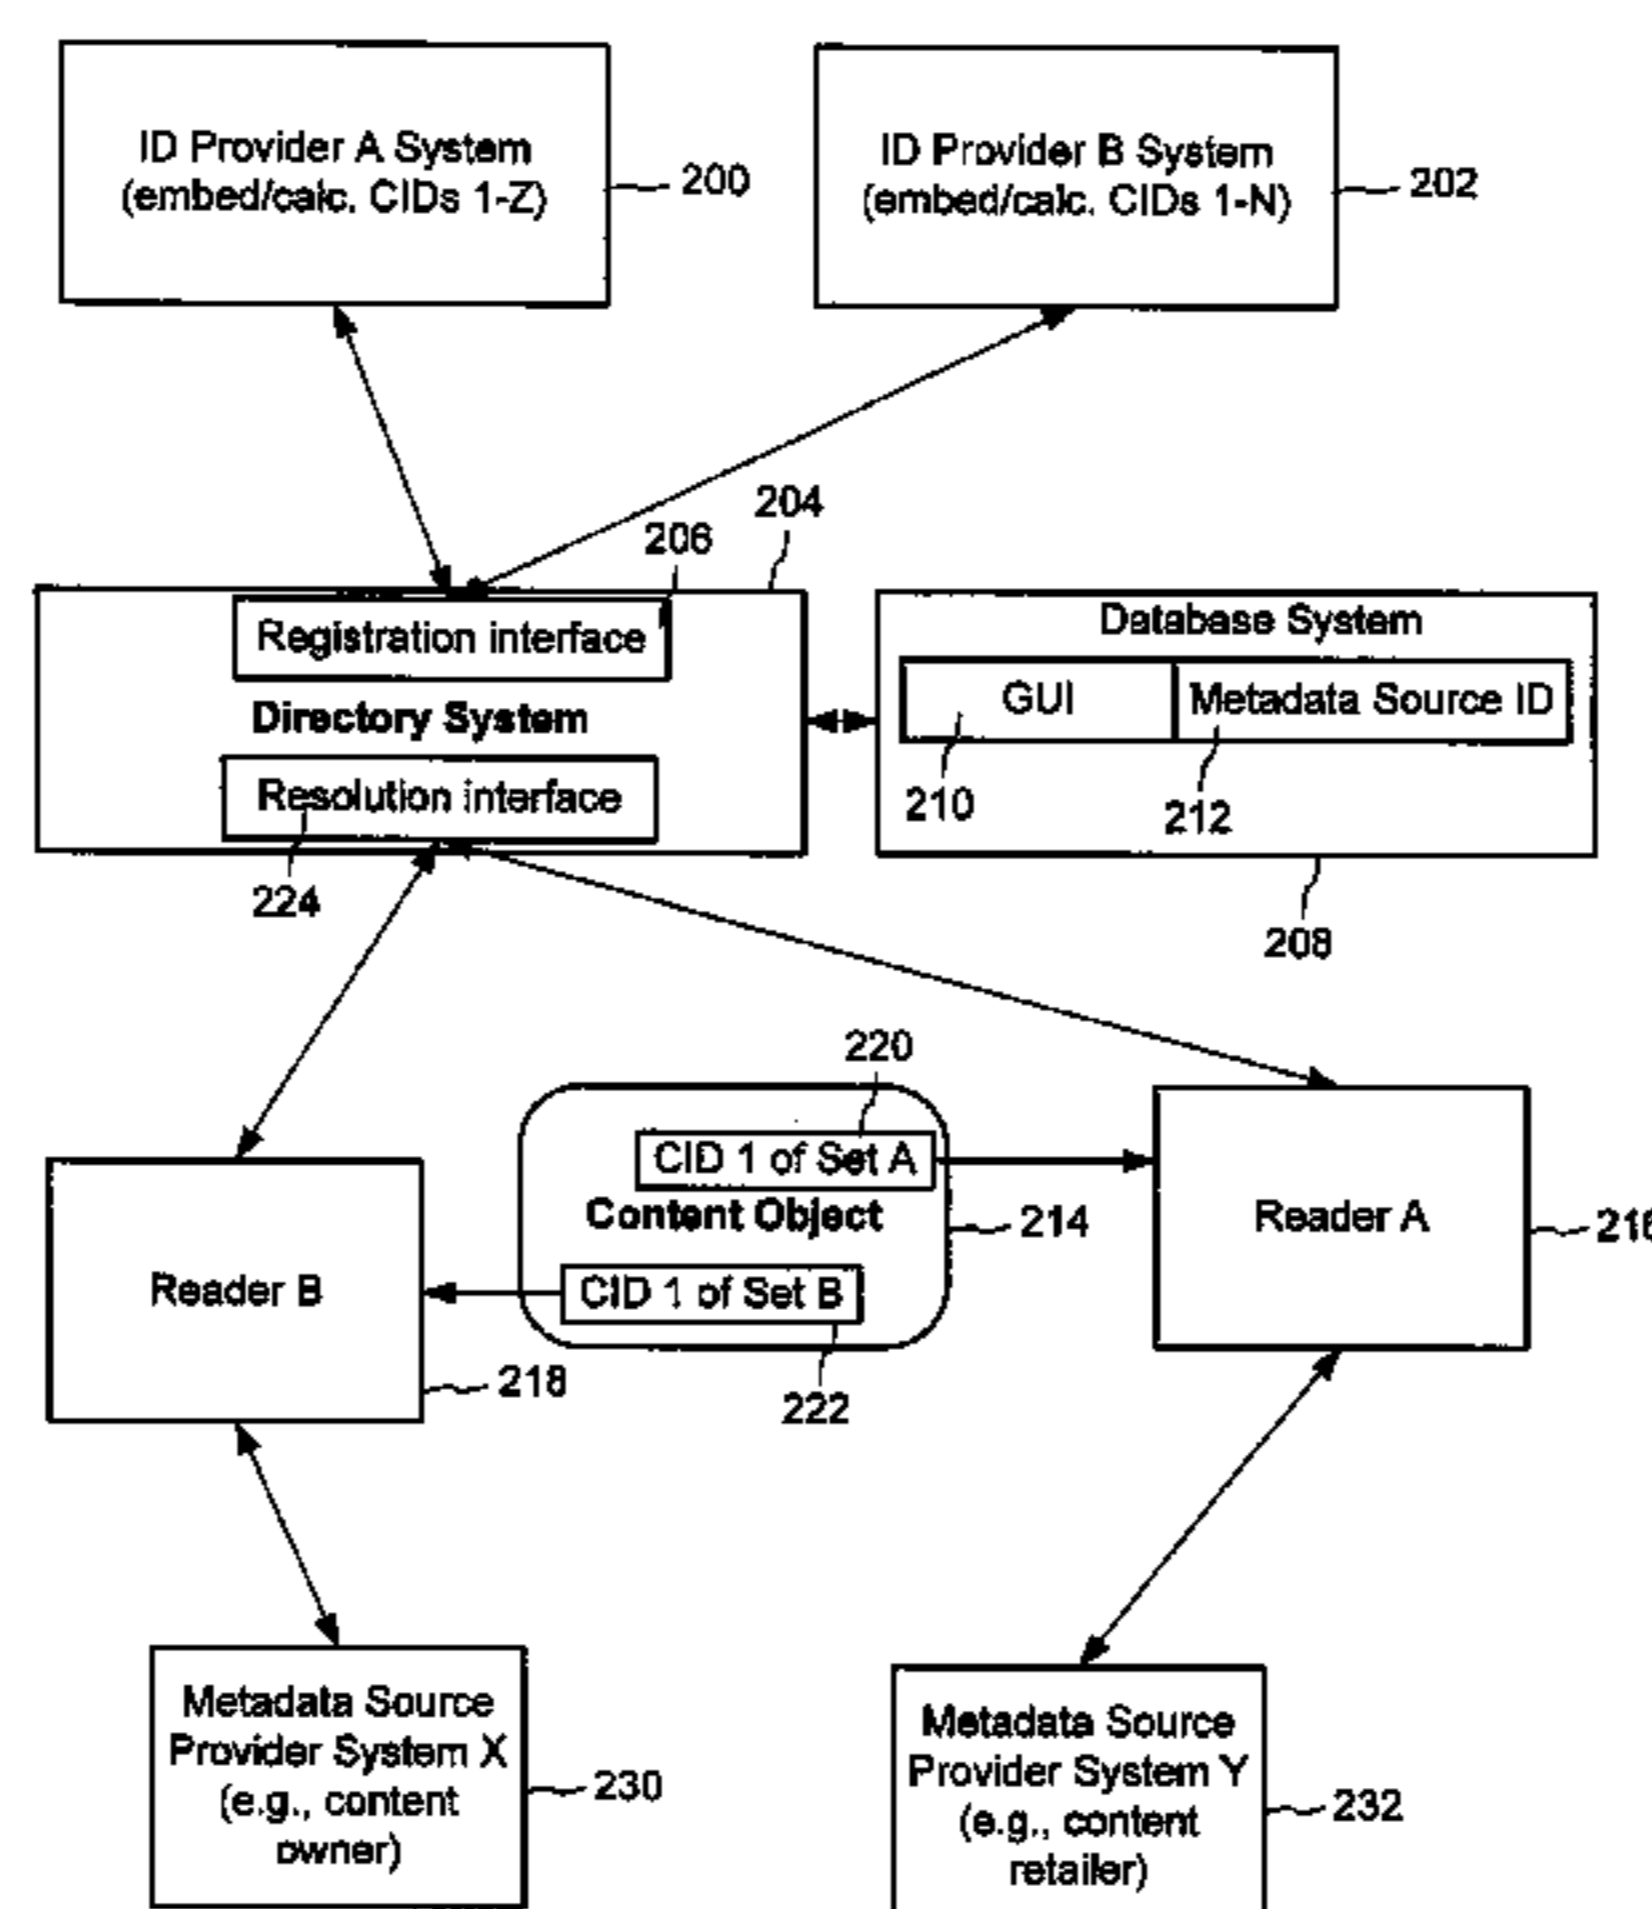 ID Provider A System
(embed/calc. CIDs 1-Z)
200
ID Provider B System
(embed/calc. CIDs 1-N)
202
204
206
Registration interface
Directory System
Resolution interface
224
Database System
GUI
Metadata Source ID
210
212
208
220
CID 1 of Set A
Content Object
214
CID 1 of Set B
222
Reader A
Reader B
218
Metadata Source
Provider System X
(e.g., content
owner)
230
Metadata Source
Provider System Y
(e.g., content
retailer)
232